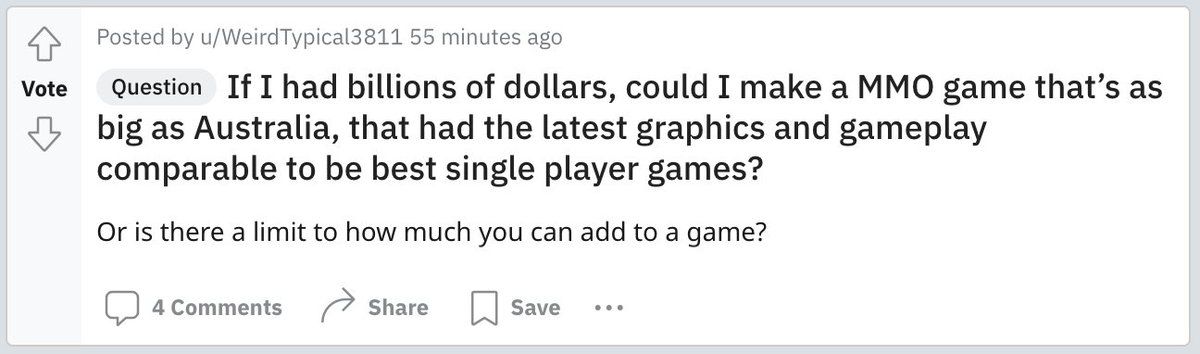 Posted by u/WeirdTypical3811 55 minutes ago
Vote
Question If I had billions of dollars, could I make a MMO game that’s as
big as Australia, that had the latest graphics and gameplay
comparable to be best single player games?
Or is there a limit to how much you can add to a game?
4 Comments Share Save